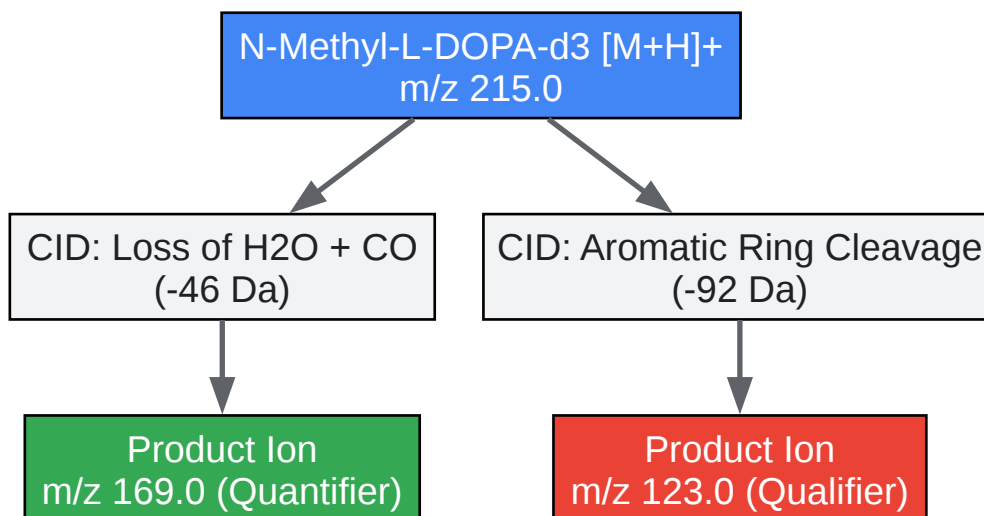 N-Methyl-L-DOPA-d3 [M+H]+
m/z 215.0
CID: Loss of H2O + CO
(-46 Da)
CID: Aromatic Ring Cleavage
(-92 Da)
Product Ion
m/z 169.0 (Quantifier)
Product Ion
m/z 123.0 (Qualifier)